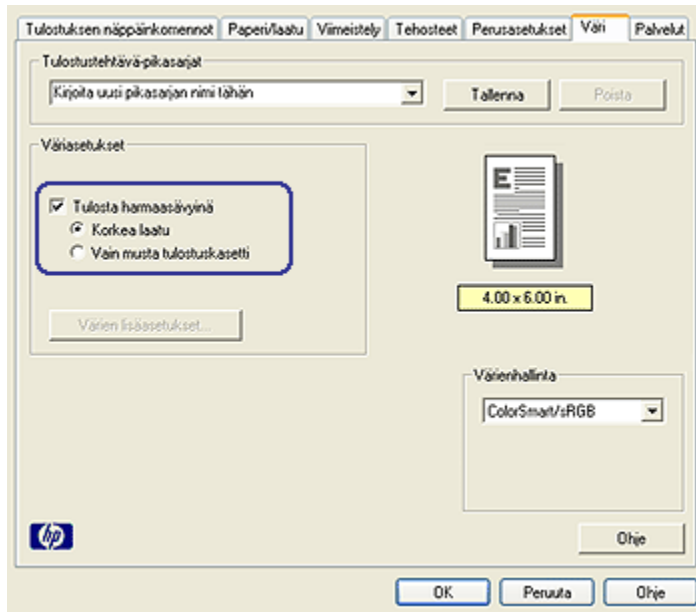 Tulostuksen näppäinkomennot Paperi/laatu Viimeistely Tehosteet Perusasetukset Väri Palvelut
Tulostustehtävä-pikasarjat
Kirjoita uusi pikasarjan nimi tähän Tallenna Poista
Väriasetukset
Tulosta harmaasävyinä
Korkea laatu
Vain musta tulostuskasetti
Värien lisäasetukset...
E
4.00 x 6.00 in.
Värienhallinta
ColorSmart/sRGB
hp
Ohje
OK Peruuta Ohje